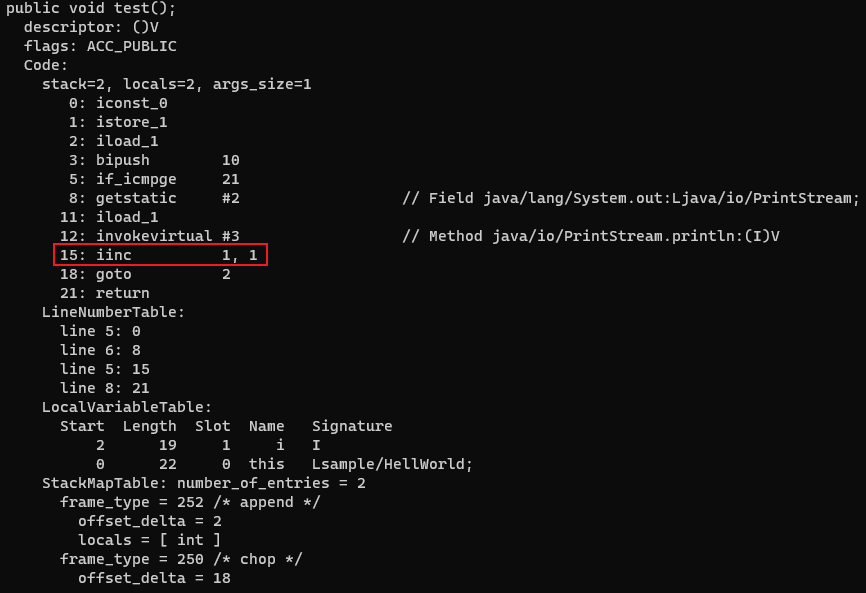 public void test();
  descriptor: ()V
  flags: ACC_PUBLIC
  Code:
    stack=2, locals=2, args_size=1
       0: iconst_0
       1: istore_1
       2: iload_1
       3: bipush        10
       5: if_icmpge     21
       8: getstatic     #2                  // Field java/lang/System.out:Ljava/io/PrintStream;
      11: iload_1
      12: invokevirtual #3                  // Method java/io/PrintStream.println:(I)V
      15: iinc          1, 1
      18: goto          2
      21: return
    LineNumberTable:
      line 5: 0
      line 6: 8
      line 5: 15
      line 8: 21
    LocalVariableTable:
      Start  Length  Slot  Name   Signature
          2      19     1     i   I
          0      22     0  this   Lsample/HellWorld;
    StackMapTable: number_of_entries = 2
      frame_type = 252 /* append */
        offset_delta = 2
        locals = [ int ]
      frame_type = 250 /* chop */
        offset_delta = 18